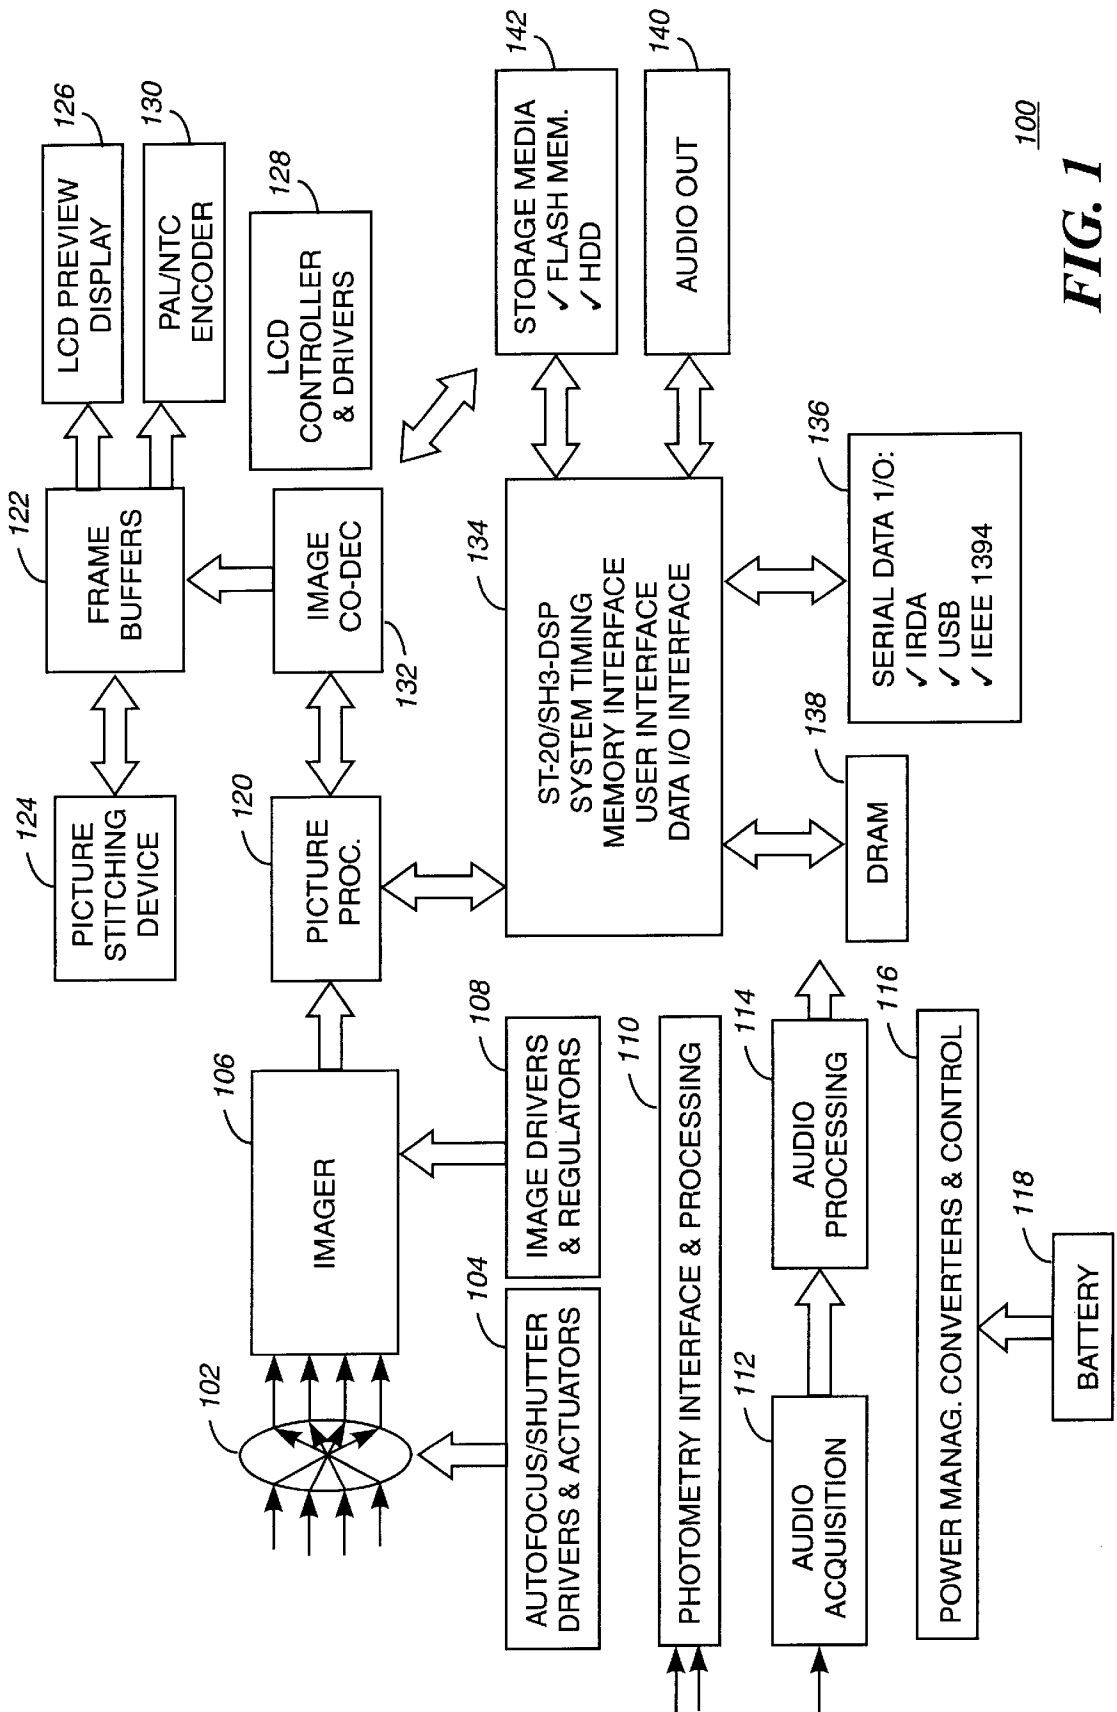 102
106
IMAGER
AUTOFOCUS/SHUTTER
DRIVERS & ACTUATORS
104
IMAGE DRIVERS
& REGULATORS
108
PHOTOMETRY INTERFACE & PROCESSING
110
AUDIO
ACQUISITION
112
AUDIO
PROCESSING
114
POWER MANAG. CONVERTERS & CONTROL
116
BATTERY
118
PICTURE
STITCHING
DEVICE
124
FRAME
BUFFERS
122
LCD PREVIEW
DISPLAY
126
PAL/NTC
ENCODER
130
PICTURE
PROC.
120
IMAGE
CO-DEC
132
LCD
CONTROLLER
& DRIVERS
128
ST-20/SH3-DSP
SYSTEM TIMING
MEMORY INTERFACE
USER INTERFACE
DATA I/O INTERFACE
134
STORAGE MEDIA
✓ FLASH MEM.
✓ HDD
142
AUDIO OUT
140
DRAM
138
SERIAL DATA 1/O:
✓ IRDA
✓ USB
✓ IEEE 1394
136
100
FIG. 1